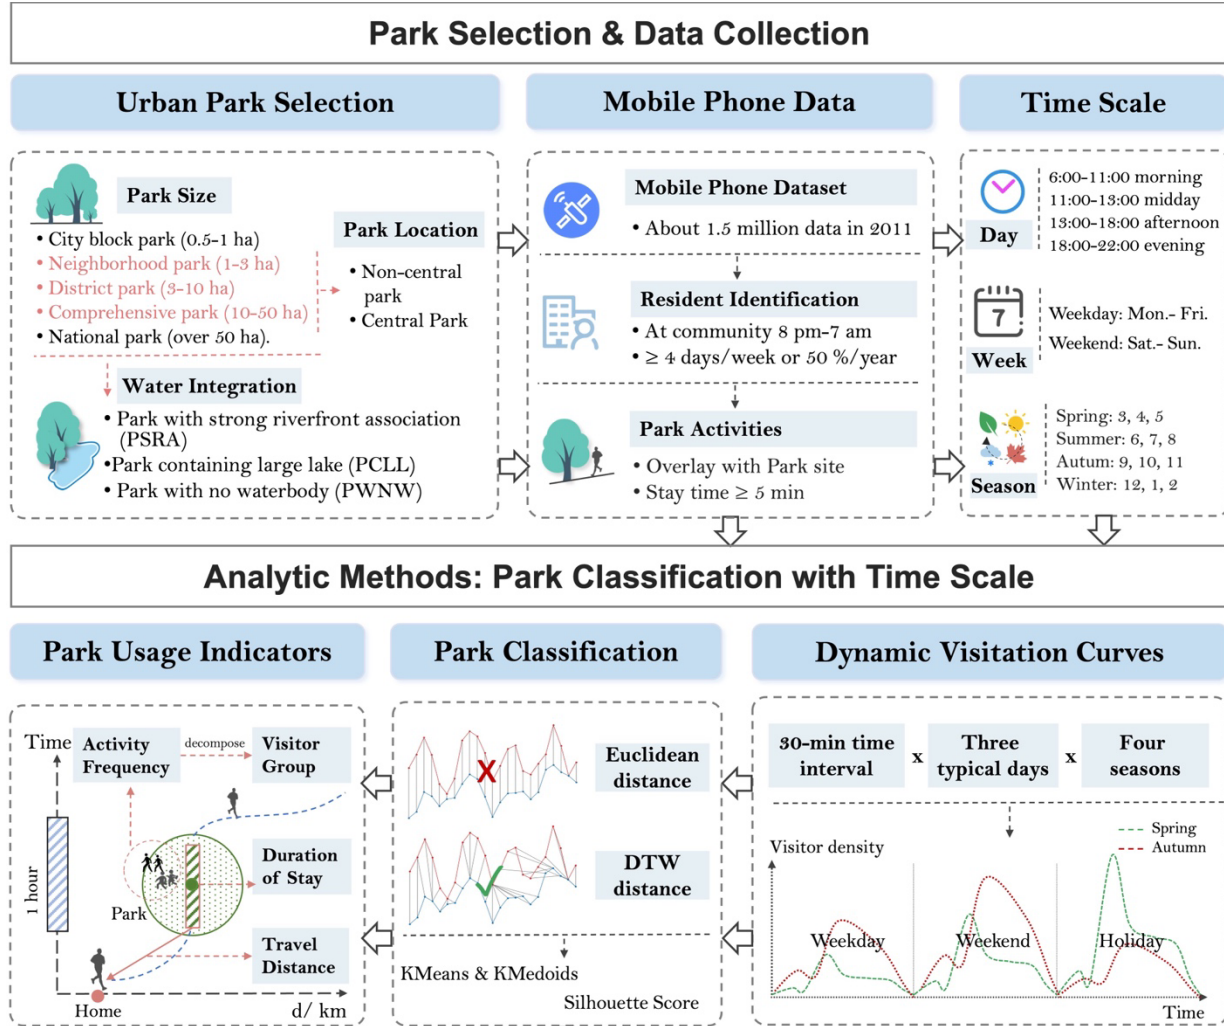 Park Selection & Data Collection
Urban Park Selection
Mobile Phone Data
Time Scale
Park Size
• City block park (0.5-1 ha)
• Neighborhood park (1-3 ha)
• District park (3-10 ha)
• Comprehensive park (10-50 ha)
• National park (over 50 ha).
Park Location
• Non-central
park
• Central Park
Water Integration
• Park with strong riverfront association
(PSRA)
•Park containing large lake (PCLL)
• Park with no waterbody (PWNW)
Mobile Phone Dataset
• About 1.5 million data in 2011
Resident Identification
• At community 8 pm-7 am
• ≥ 4 days/week or 50 %/year
Park Activities
• Overlay with Park site
• Stay time ≥ 5 min
Day
6:00-11:00 morning
11:00-13:00 midday
13:00-18:00 afternoon
18:00-22:00 evening
7
Week
Weekday: Mon.- Fri.
Weekend: Sat.- Sun.
Season
Spring: 3, 4, 5
Summer: 6, 7, 8
Autum: 9, 10, 11
Winter: 12, 1, 2
Analytic Methods: Park Classification with Time Scale
Park Usage Indicators
Park Classification
Dynamic Visitation Curves
Time
Activity
Frequency
decompose
Visitor
Group
1 hour
Park
Duration
of Stay
Travel
Distance
Home
d/ km
Euclidean
distance
X
DTW
distance
KMeans & KMedoids
Silhouette Score
30-min time
interval
x
Three
typical days
x
Four
seasons
Visitor density
Spring
Autumn
Weekday
Weekend
Holiday
Time